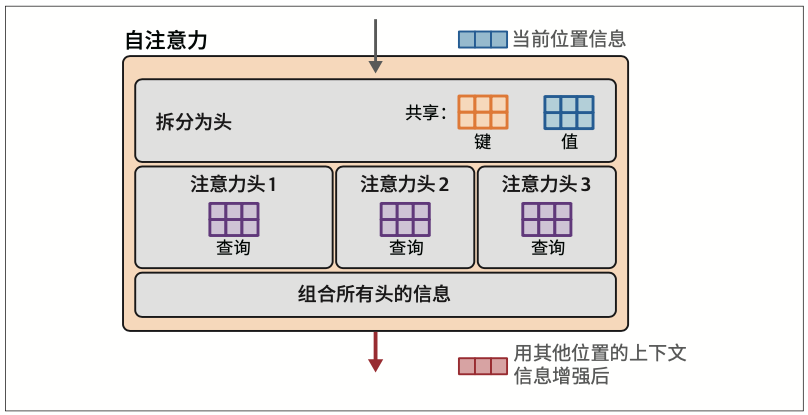 自注意力
当前位置信息
拆分为头
共享：
键
值
注意力头 1
查询
注意力头 2
查询
注意力头 3
查询
组合所有头的信息
用其他位置的上下文
信息增强后